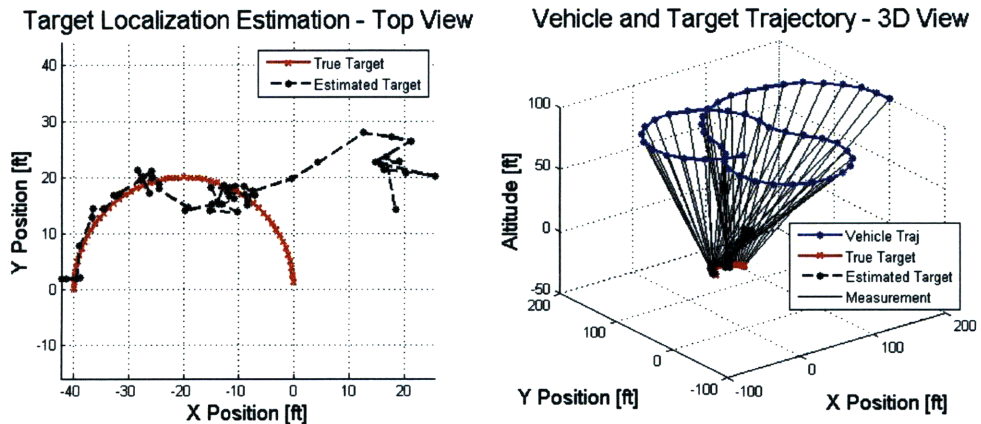 Target Localization Estimation - Top View
True Target
Estimated Target
40
30
20
10
0
-10
-40 -30 -20 -10 0 10 20
Y Position [ft]
X Position [ft]
Vehicle and Target Trajectory - 3D View
100
50
0
-50
Altitude [ft]
Vehicle Traj
True Target
Estimated Target
Measurement
200
100
0
-100
Y Position [ft]
-100
0
100
200
X Position [ft]